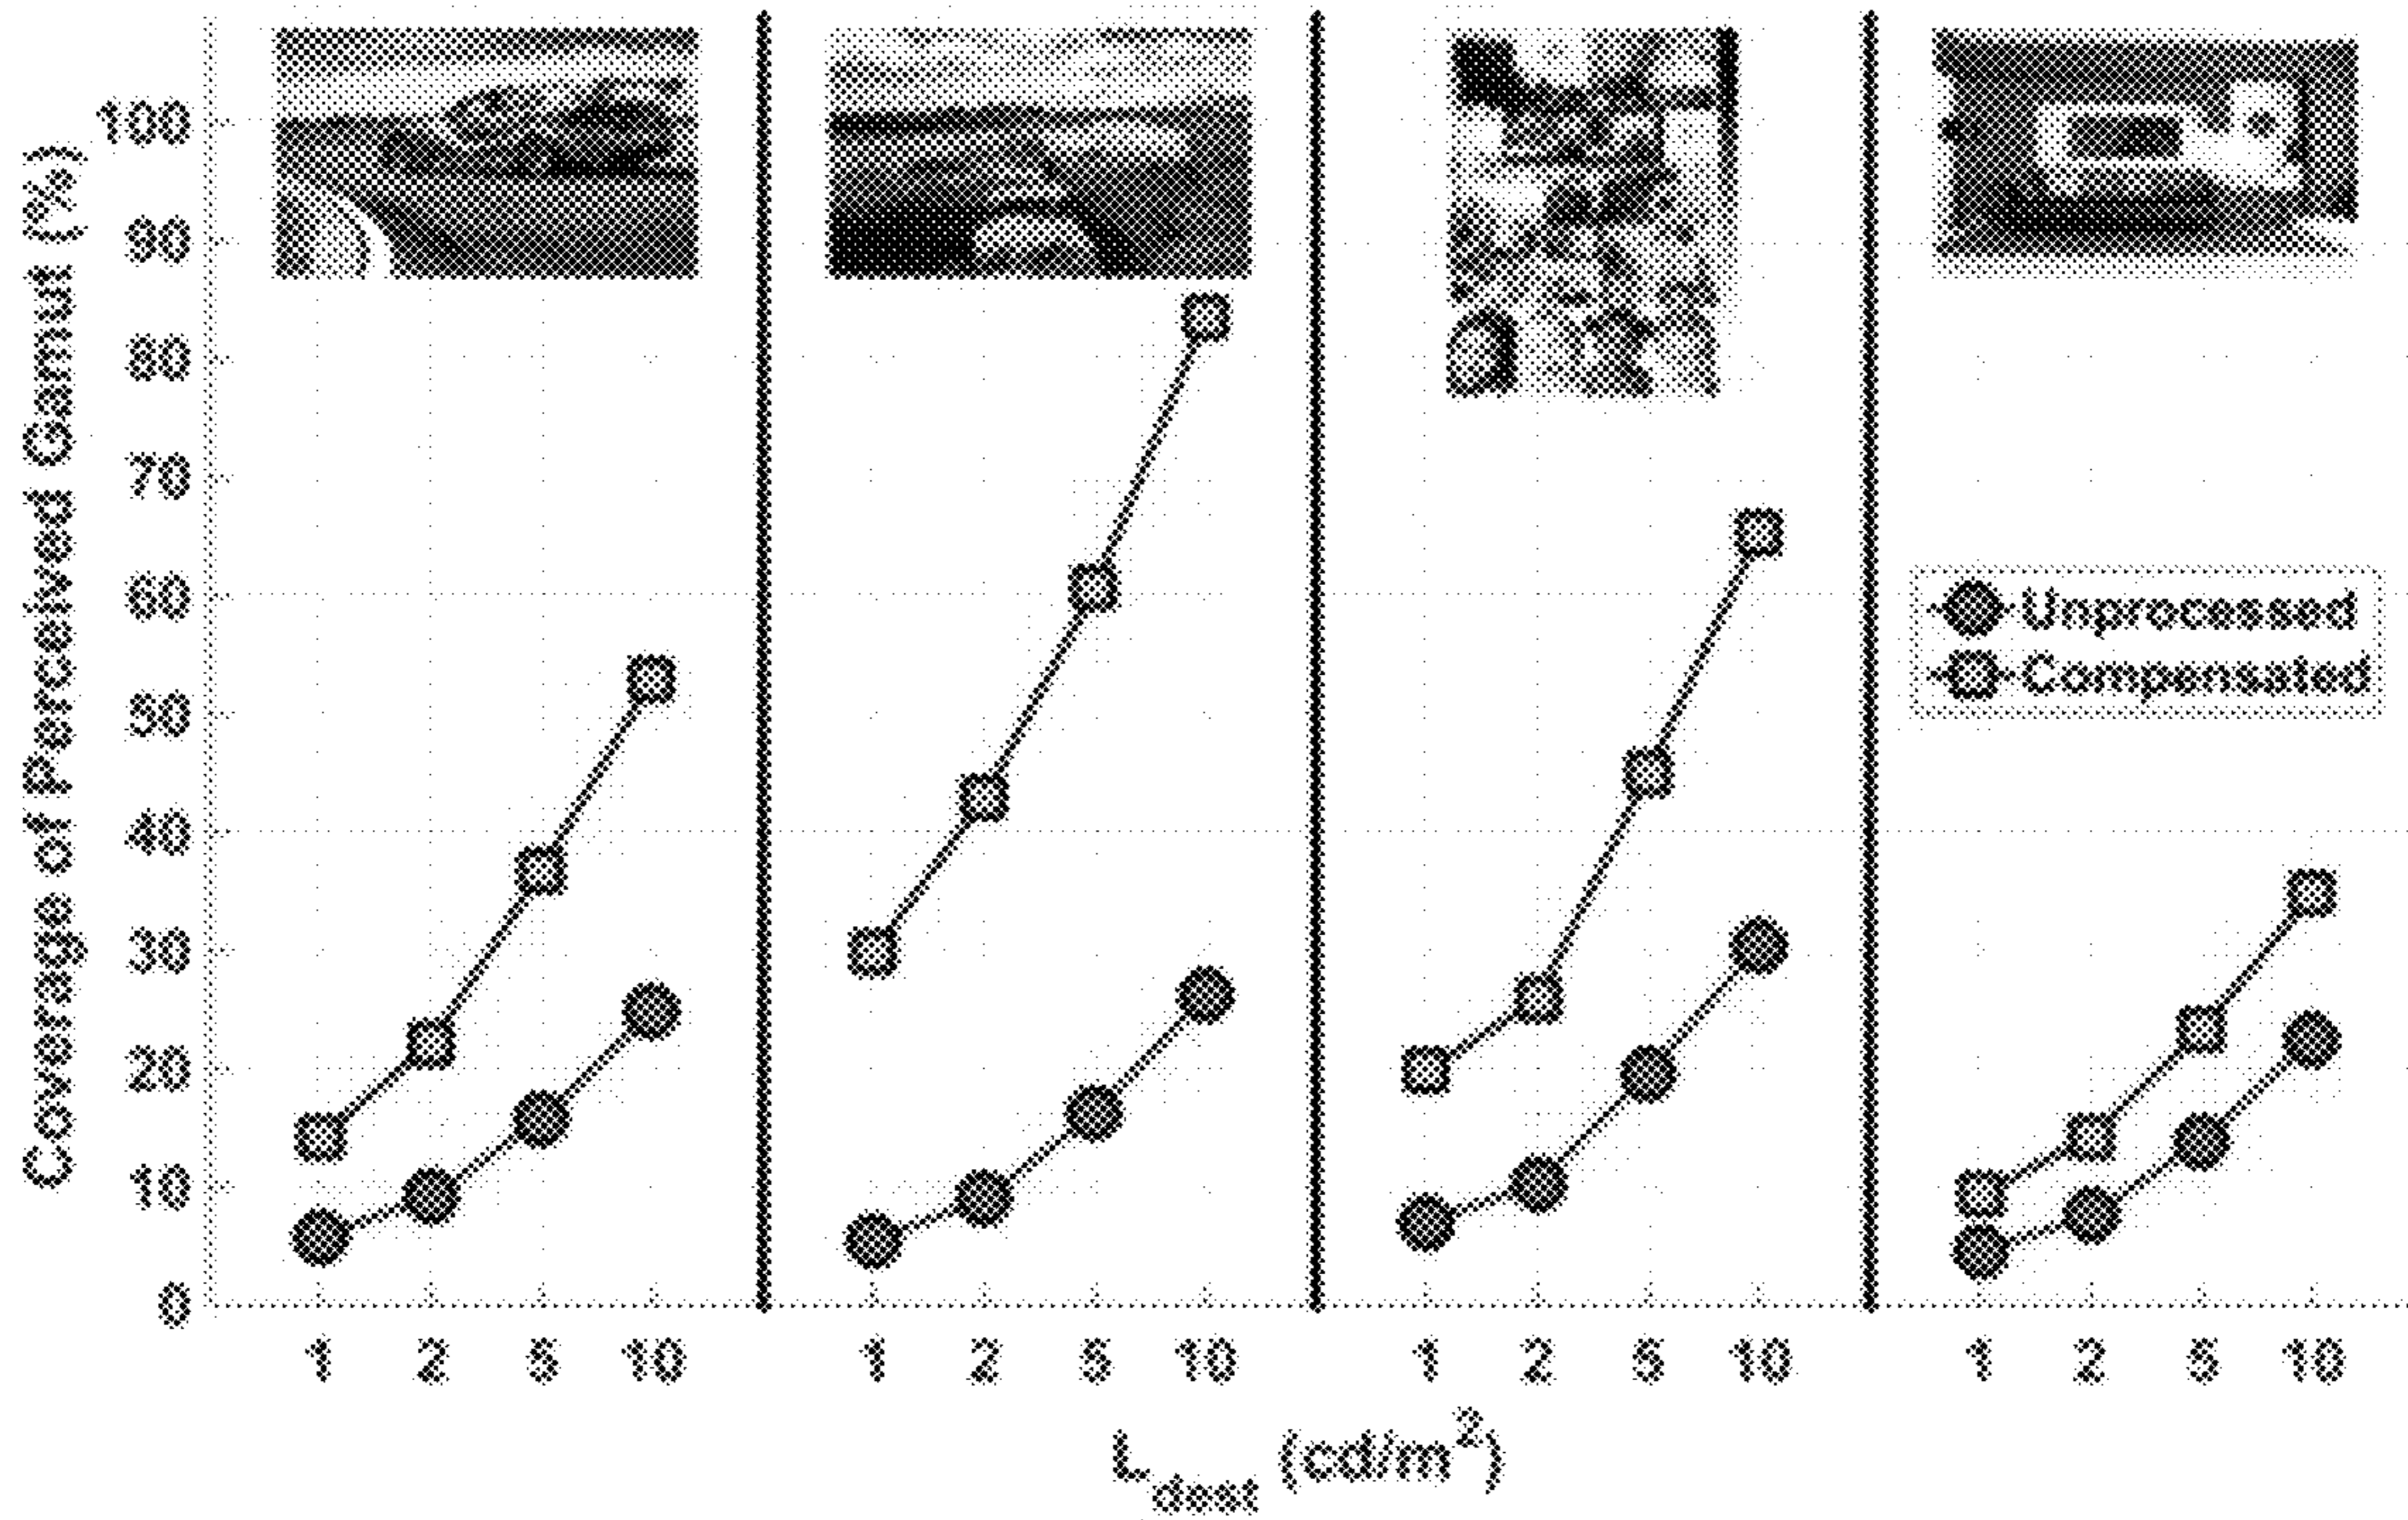 Coverage of Perceived Gamut (%)
100
90
80
70
60
50
40
30
20
10
0
Unprocessed
Compensated
1 2 5 10 1 2 5 10 1 2 5 10 1 2 5 10
L_dest (cd/m²)